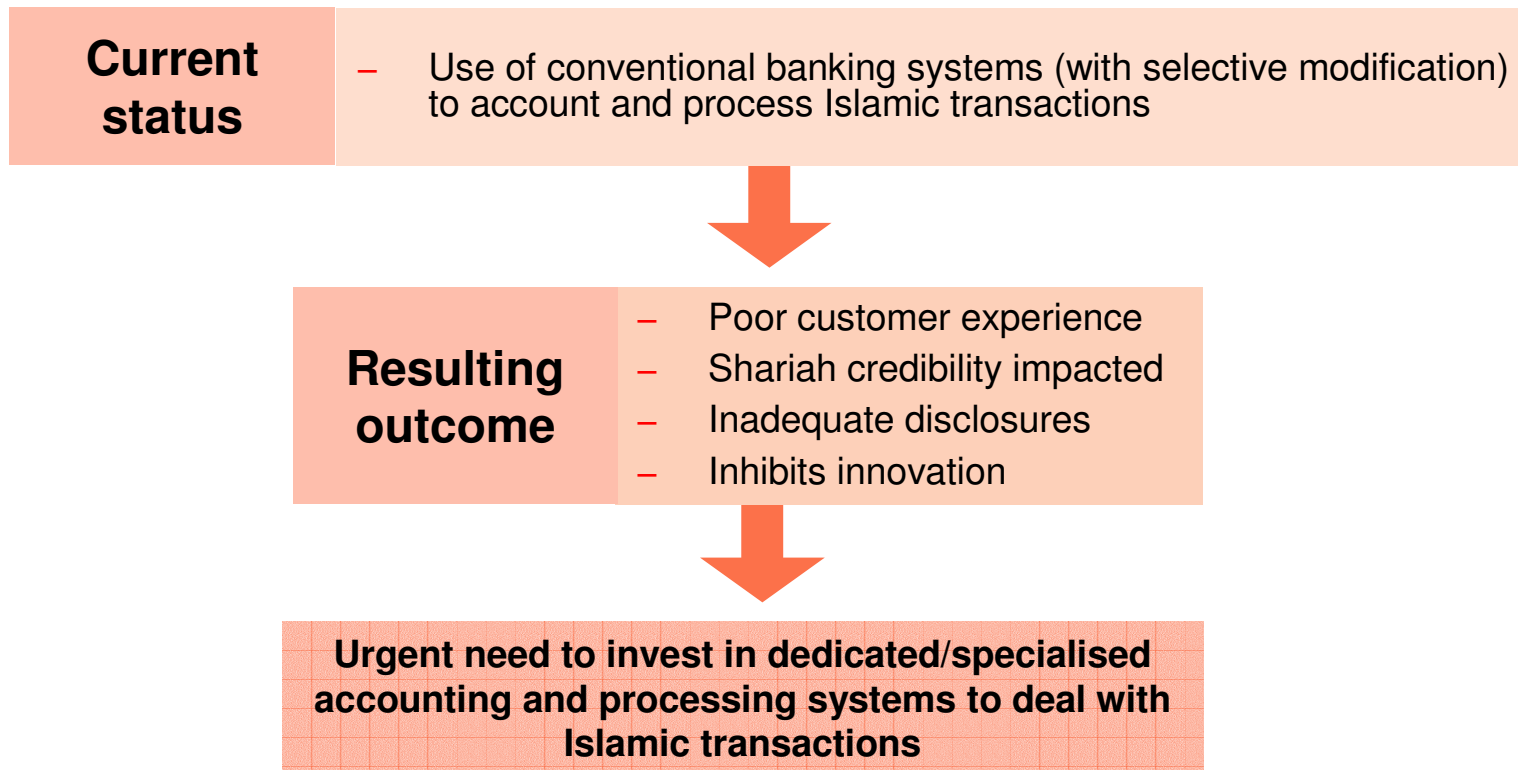 Current
status
– Use of conventional banking systems (with selective modification)
to account and process Islamic transactions
Resulting
outcome
– Poor customer experience
– Shariah credibility impacted
– Inadequate disclosures
– Inhibits innovation
Urgent need to invest in dedicated/specialised
accounting and processing systems to deal with
Islamic transactions